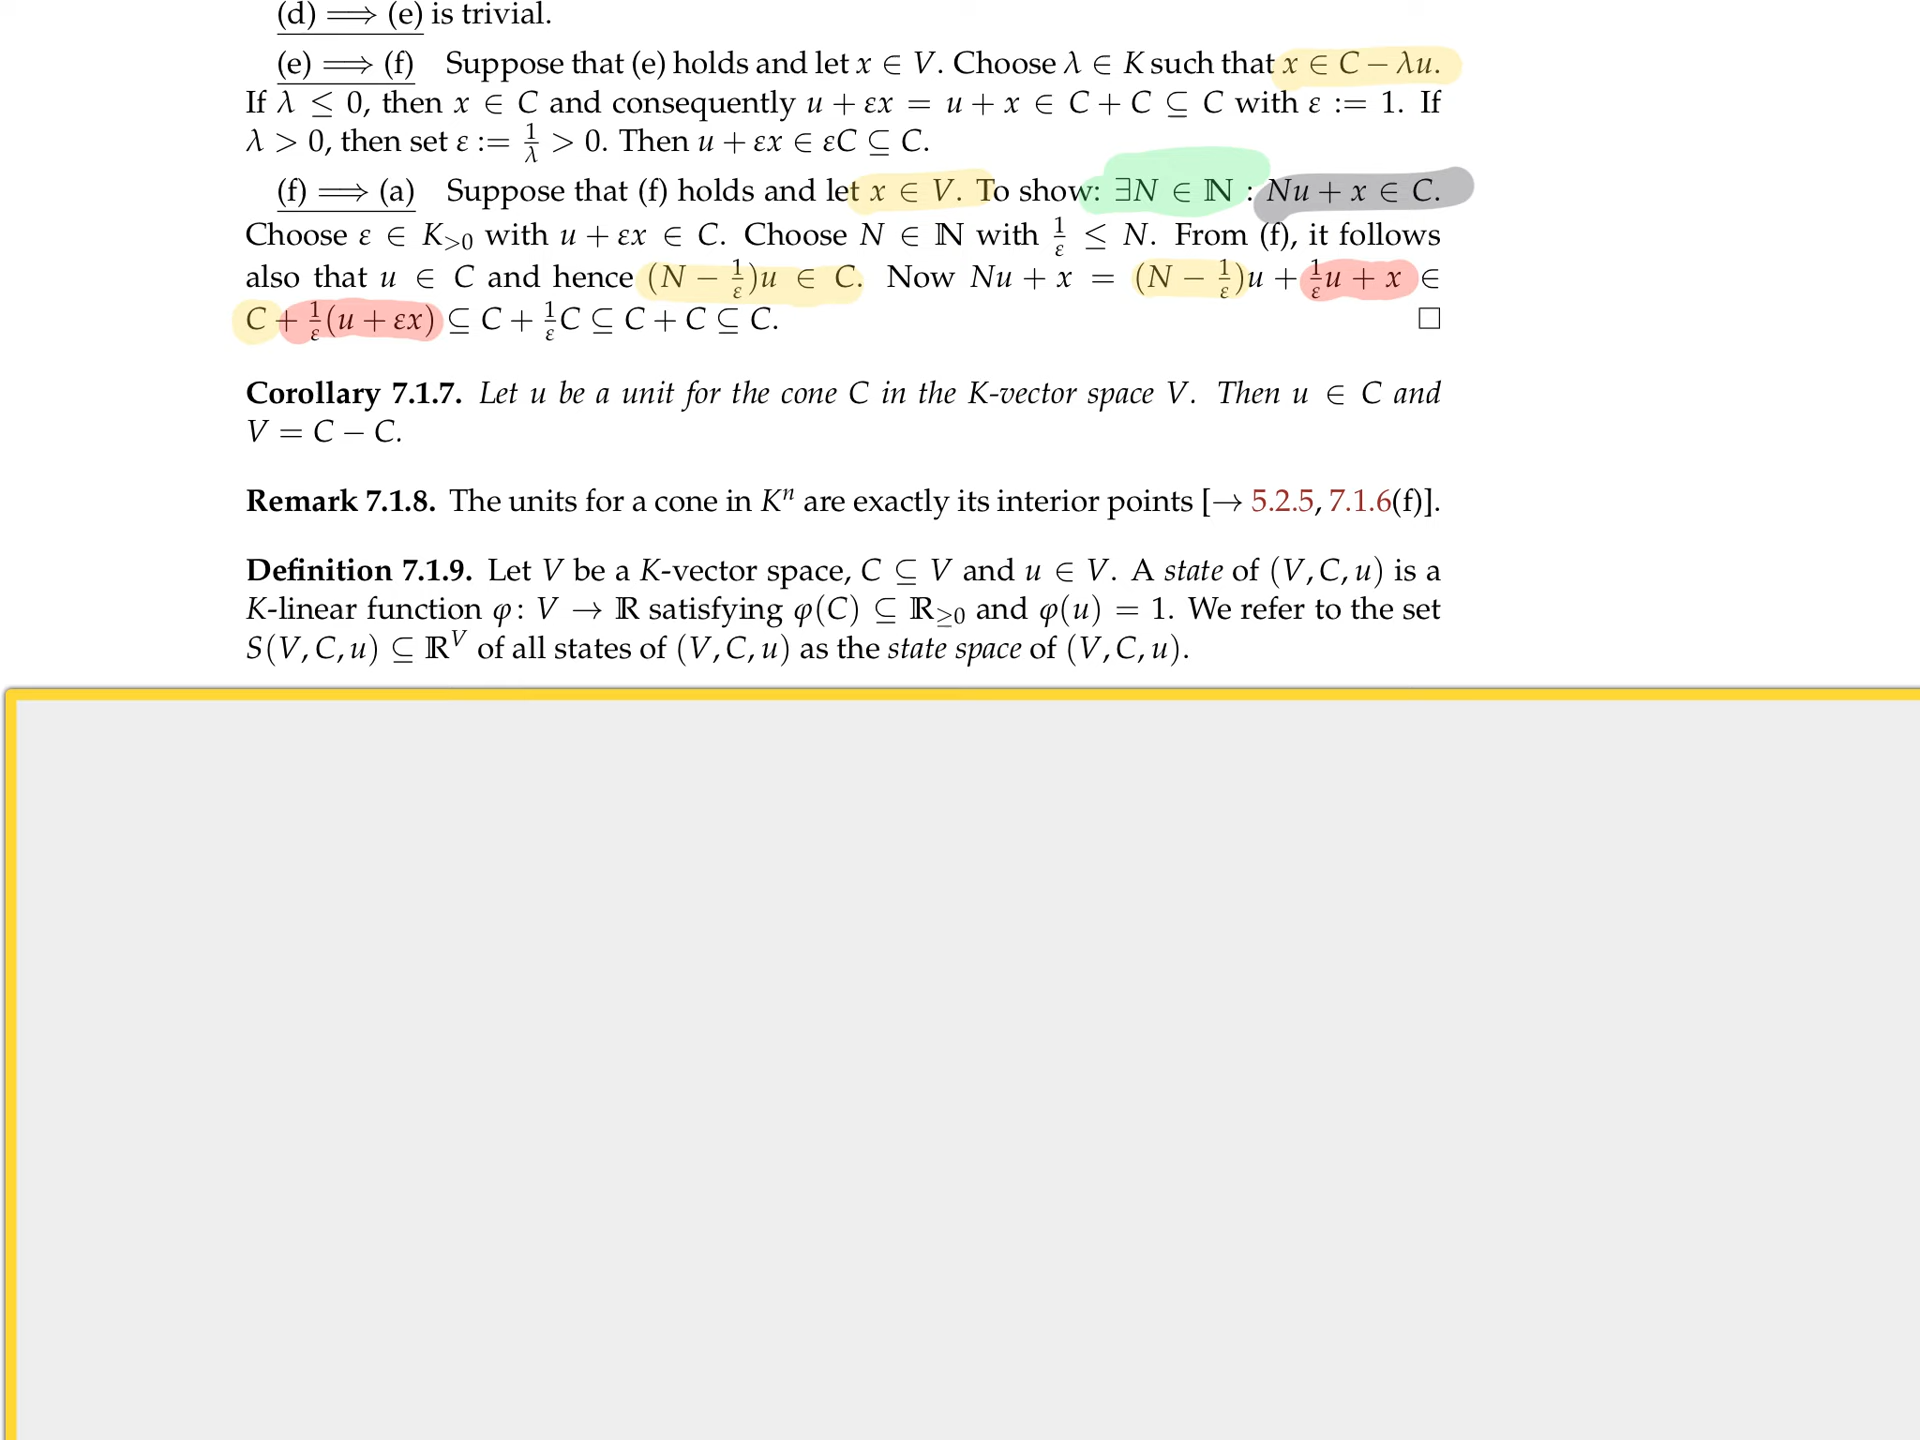 (d) ⟹ (e) is trivial.
(e) ⟹ (f) Suppose that (e) holds and let x ∈ V. Choose λ ∈ K such that x ∈ C − λu.
If λ ≤ 0, then x ∈ C and consequently u + εx = u + x ∈ C + C ⊆ C with ε := 1. If
λ > 0, then set ε := 1/λ > 0. Then u + εx ∈ εC ⊆ C.
(f) ⟹ (a) Suppose that (f) holds and let x ∈ V. To show: ∃N ∈ ℕ : Nu + x ∈ C.
Choose ε ∈ K_{>0} with u + εx ∈ C. Choose N ∈ ℕ with 1/ε ≤ N. From (f), it follows
also that u ∈ C and hence (N − 1/ε)u ∈ C. Now Nu + x = (N − 1/ε)u + 1/ε u + x ∈
C + 1/ε(u + εx) ⊆ C + 1/ε C ⊆ C + C ⊆ C. □
Corollary 7.1.7. Let u be a unit for the cone C in the K-vector space V. Then u ∈ C and
V = C − C.
Remark 7.1.8. The units for a cone in Kⁿ are exactly its interior points [→ 5.2.5, 7.1.6(f)].
Definition 7.1.9. Let V be a K-vector space, C ⊆ V and u ∈ V. A state of (V, C, u) is a
K-linear function φ: V → ℝ satisfying φ(C) ⊆ ℝ_{≥0} and φ(u) = 1. We refer to the set
S(V, C, u) ⊆ ℝ^V of all states of (V, C, u) as the state space of (V, C, u).